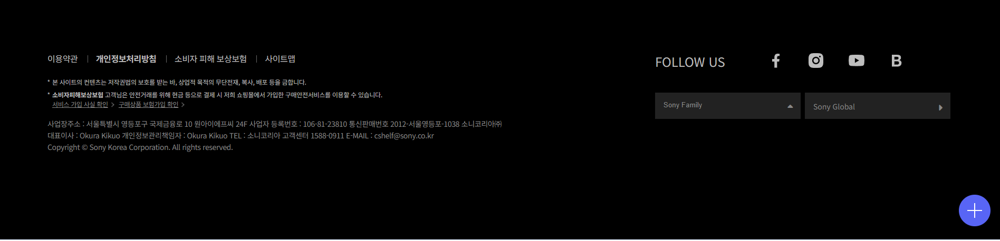 이용약관 개인정보처리방침 소비자 피해 보상보험 사이트맵
* 본 사이트의 컨텐츠는 저작권법의 보호를 받는 바, 상업적 목적의 무단전재, 복사, 배포 등을 금합니다.
* 소비자피해보상보험 고객님은 안전거래를 위해 현금 등으로 결제 시 저희 쇼핑몰에서 가입한 구매안전서비스를 이용할 수 있습니다.
서비스 가입 사실 확인 구매상품 보험가입 확인
사업장주소 : 서울특별시 영등포구 국제금융로 10 원아이에프씨 24F 사업자 등록번호 : 106-81-23810 통신판매번호 2012-서울영등포-1038 소니코리아㈜
대표이사 : Okura Kikuo 개인정보관리책임자 : Okura Kikuo TEL : 소니코리아 고객센터 1588-0911 E-MAIL : cshelf@sony.co.kr
Copyright © Sony Korea Corporation. All rights reserved.
FOLLOW US
B
Sony Family
Sony Global